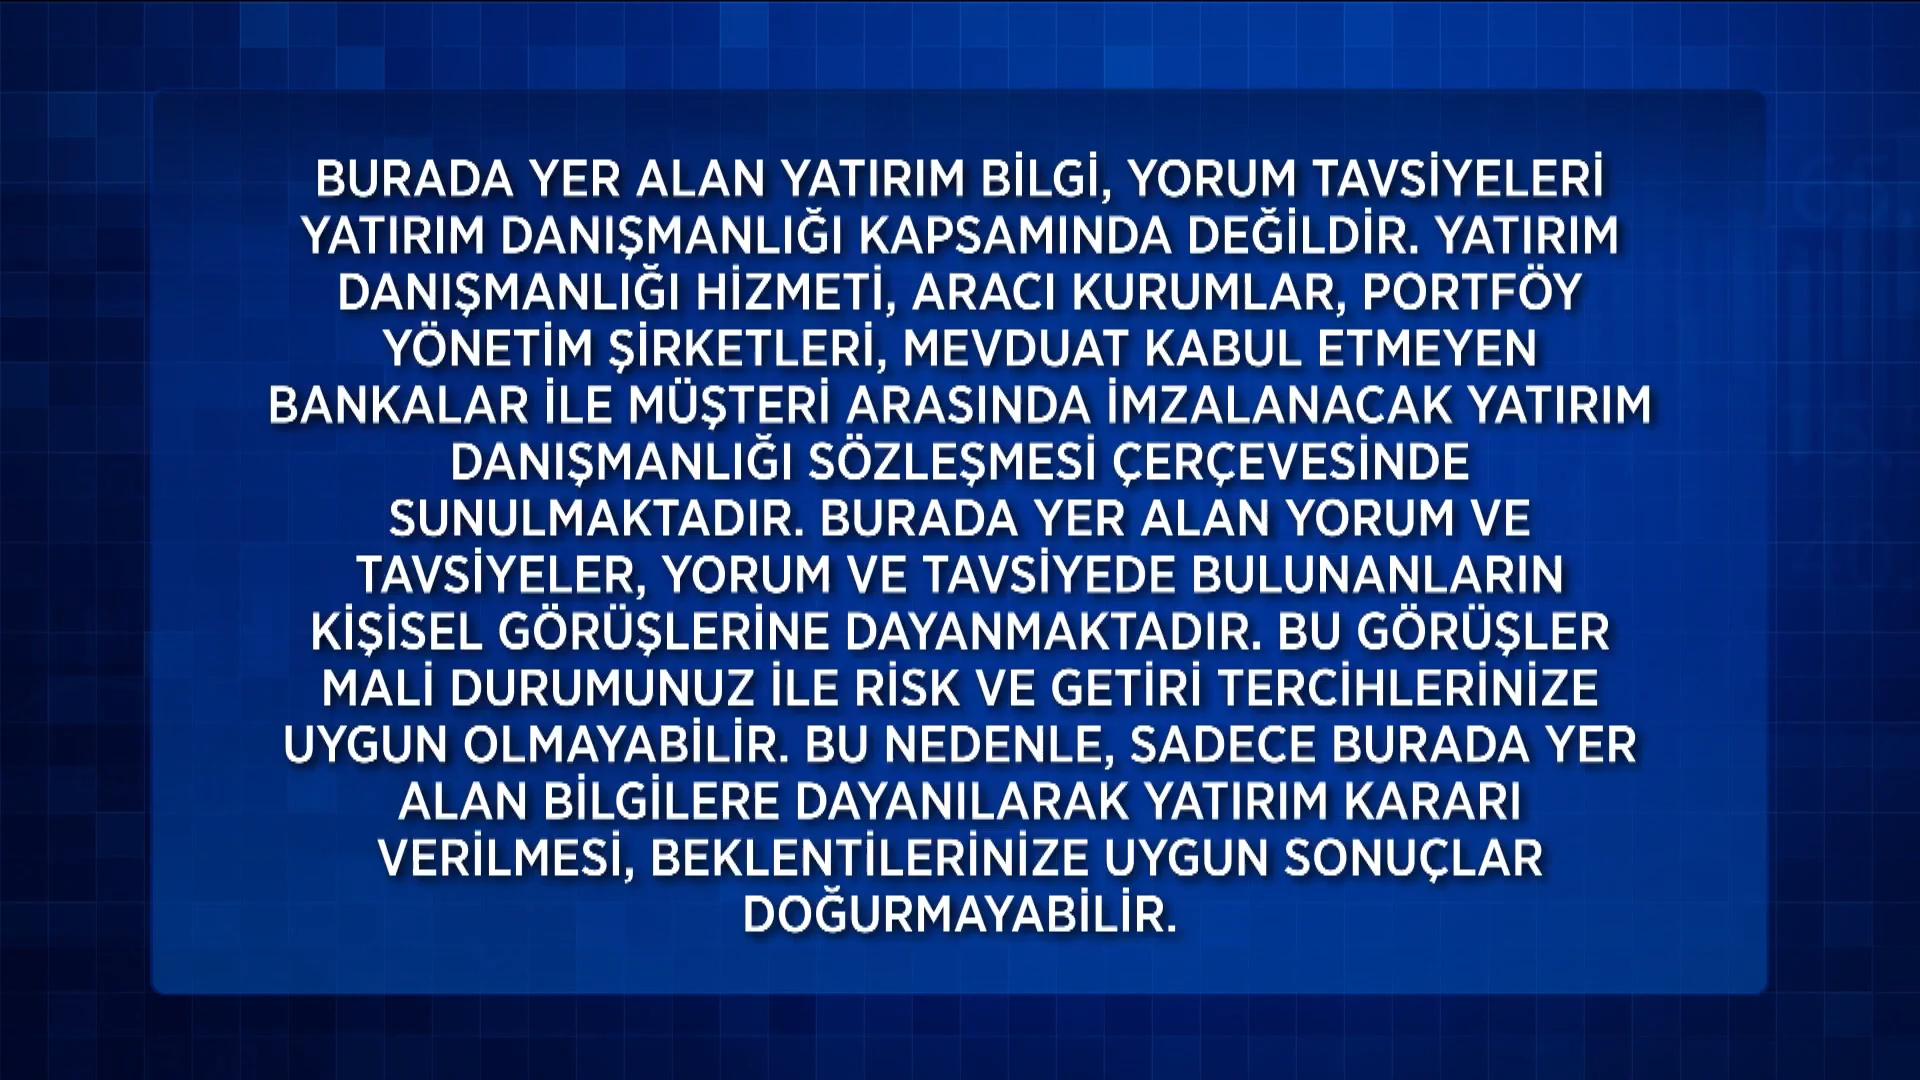 BURADA YER ALAN YATIRIM BİLGİ, YORUM TAVSİYELERİ
YATIRIM DANIŞMANLIĞI KAPSAMINDA DEĞİLDİR. YATIRIM
DANIŞMANLIĞI HİZMETİ, ARACI KURUMLAR, PORTFÖY
YÖNETİM ŞİRKETLERİ, MEVDUAT KABUL ETMEYEN
BANKALAR İLE MÜŞTERİ ARASINDA İMZALANACAK YATIRIM
DANIŞMANLIĞI SÖZLEŞMESİ ÇERÇEVESİNDE
SUNULMAKTADIR. BURADA YER ALAN YORUM VE
TAVSİYELER, YORUM VE TAVSİYEDE BULUNANLARIN
KİŞİSEL GÖRÜŞLERİNE DAYANMAKTADIR. BU GÖRÜŞLER
MALİ DURUMUNUZ İLE RİSK VE GETİRİ TERCİHLERİNİZE
UYGUN OLMAYABİLİR. BU NEDENLE, SADECE BURADA YER
ALAN BİLGİLERE DAYANILARAK YATIRIM KARARI
VERİLMESİ, BEKLENTİLERİNİZE UYGUN SONUÇLAR
DOĞURMAYABİLİR.